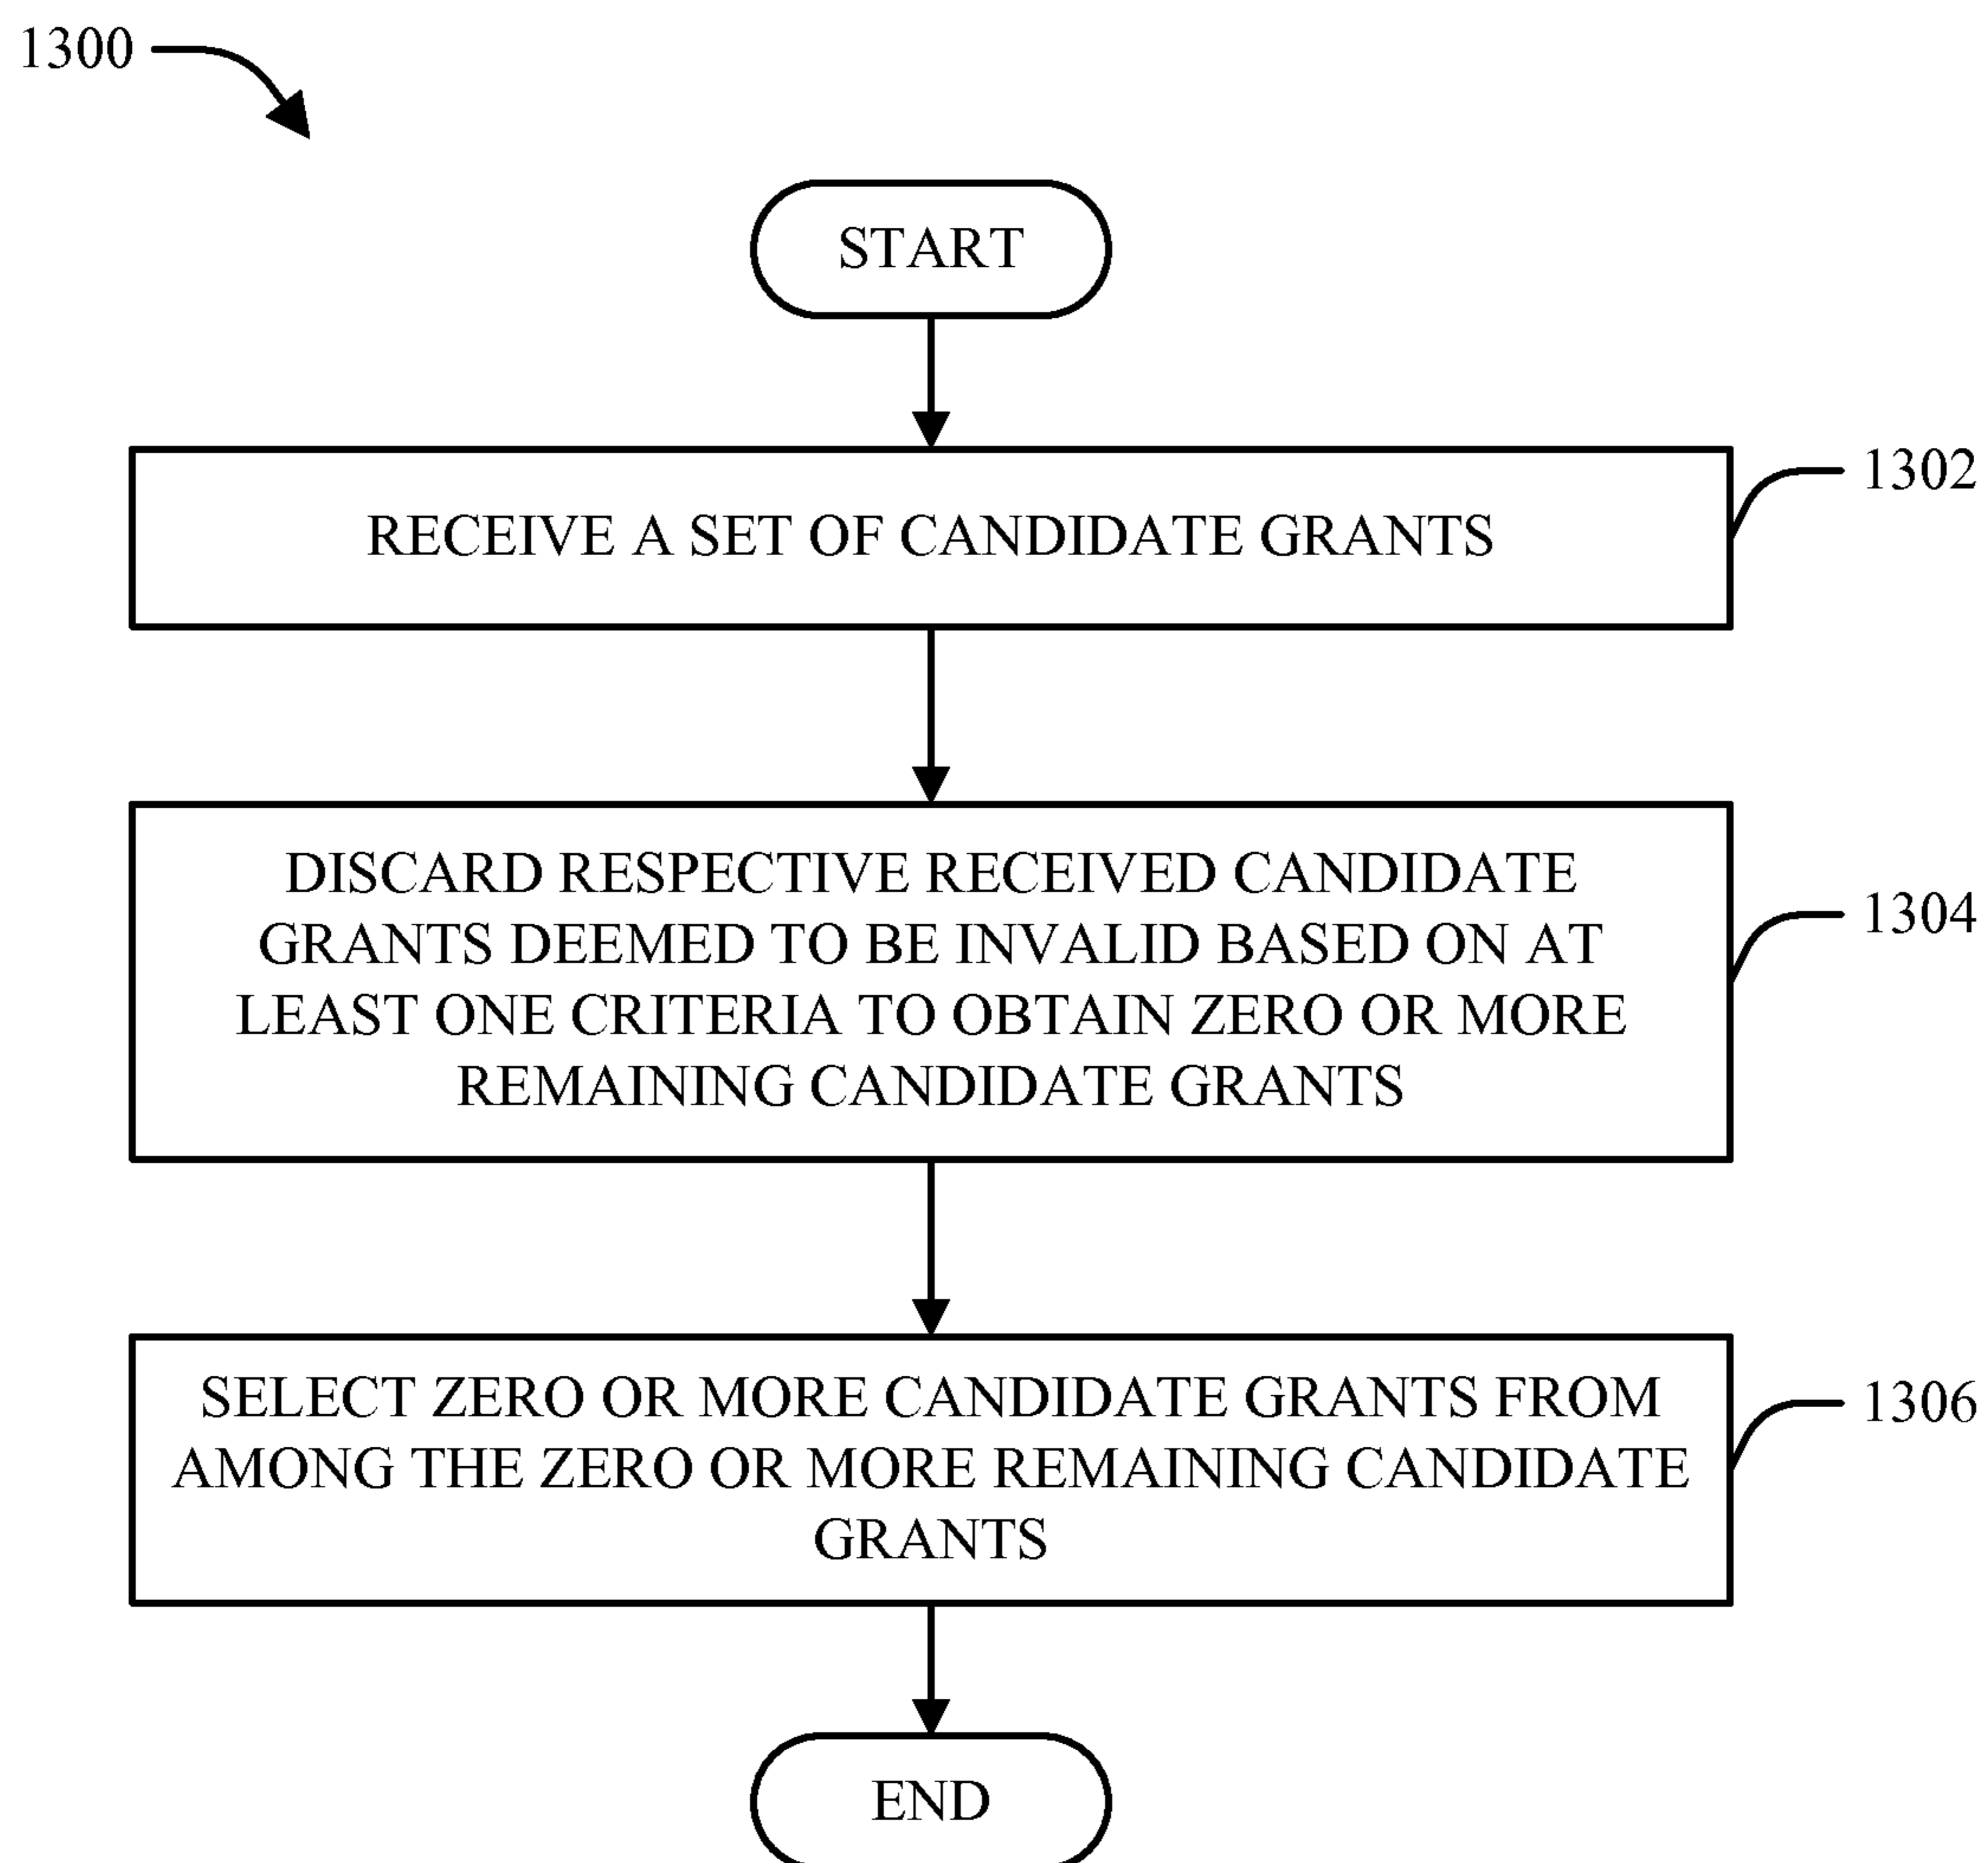 1300
START
RECEIVE A SET OF CANDIDATE GRANTS
1302
DISCARD RESPECTIVE RECEIVED CANDIDATE
GRANTS DEEMED TO BE INVALID BASED ON AT
LEAST ONE CRITERIA TO OBTAIN ZERO OR MORE
REMAINING CANDIDATE GRANTS
1304
SELECT ZERO OR MORE CANDIDATE GRANTS FROM
AMONG THE ZERO OR MORE REMAINING CANDIDATE
GRANTS
1306
END